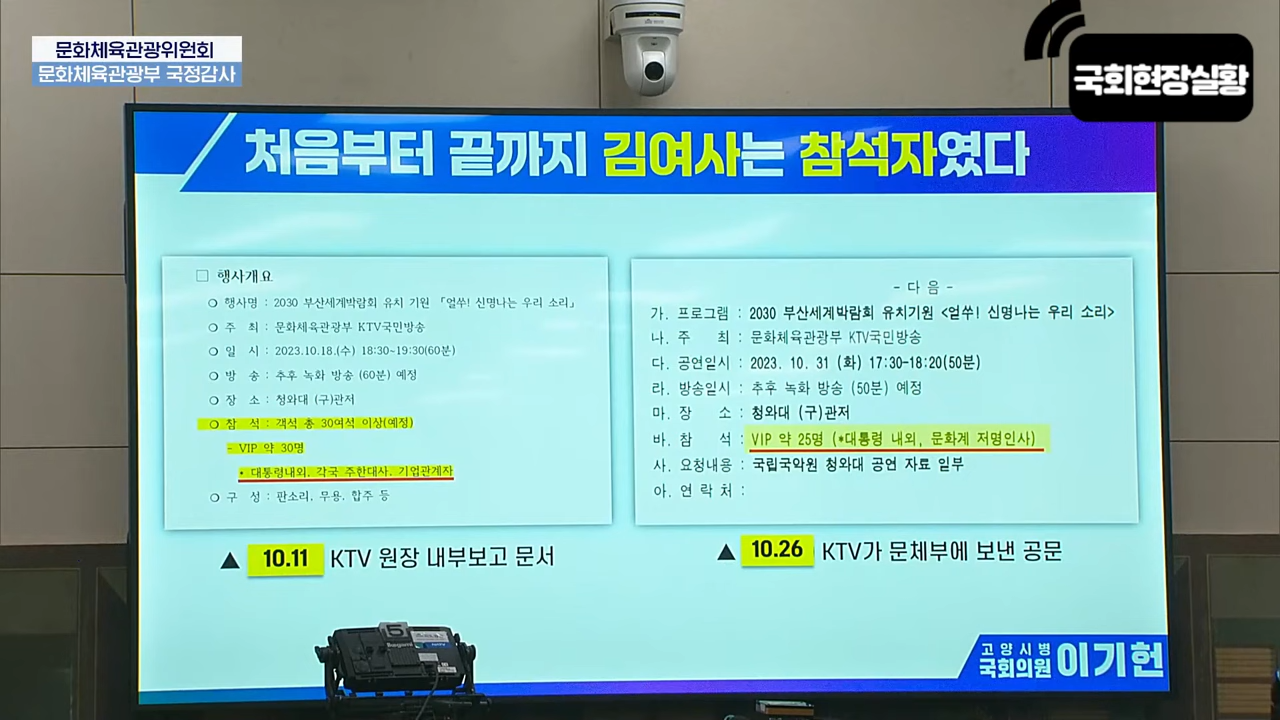 문화체육관광위원회
문화체육관광부 국정감사
국회현장실황
처음부터 끝까지 김여사는 참석자였다
□ 행사개요
❍ 행사명 : 2030 부산세계박람회 유치 기원 「얼쑤! 신명나는 우리 소리」
❍ 주 최 : 문화체육관광부 KTV국민방송
❍ 일 시 : 2023.10.18.(수) 18:30~19:30(60분)
❍ 방 송 : 추후 녹화 방송 (60분) 예정
❍ 장 소 : 청와대 (구)관저
❍ 참 석 : 객석 총 30여석 이상(예정)
- VIP 약 30명
* 대통령내외, 각국 주한대사, 기업관계자
❍ 구 성 : 판소리, 무용, 합주 등
▲ 10.11 KTV 원장 내부보고 문서
- 다 음 -
가. 프로그램 : 2030 부산세계박람회 유치기원 <얼쑤! 신명나는 우리 소리>
나. 주 최 : 문화체육관광부 KTV국민방송
다. 공연일시 : 2023. 10. 31 (화) 17:30-18:20(50분)
라. 방송일시 : 추후 녹화 방송 (50분) 예정
마. 장 소 : 청와대 (구)관저
바. 참 석 : VIP 약 25명 (*대통령 내외, 문화계 저명인사)
사. 요청내용 : 국립국악원 청와대 공연 자료 일부
아. 연 락 처 :
▲ 10.26 KTV가 문체부에 보낸 공문
5
고양시병
국회의원 이기헌